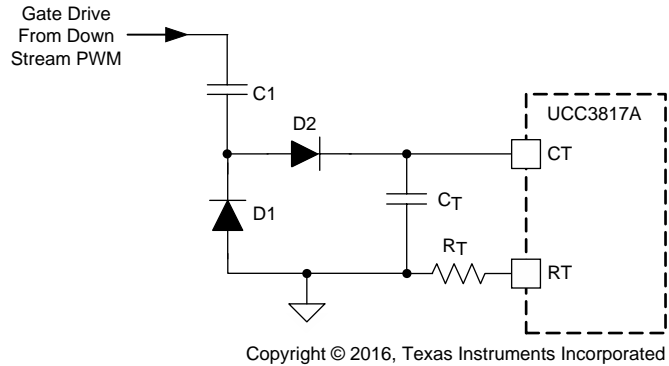 Gate Drive
From Down
Stream PWM
C1
UCC3817A
D2
CT
D1
CT
RT
RT
Copyright © 2016, Texas Instruments Incorporated